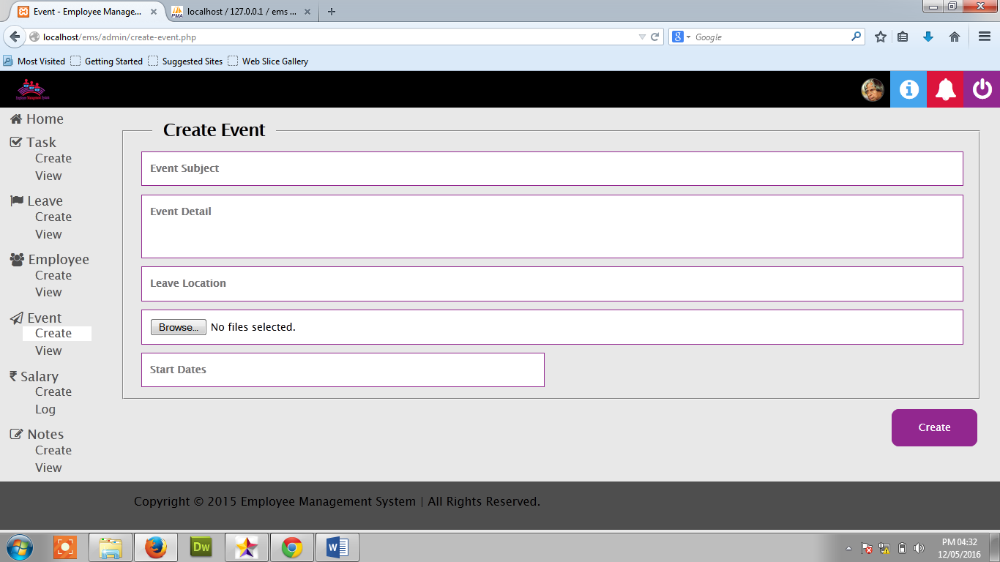 Event - Employee Manage...
localhost / 127.0.0.1 / ems ...
localhost/ems/admin/create-event.php
Google
Most Visited Getting Started Suggested Sites Web Slice Gallery
Employee Management System
Home
Task
Create
View
Leave
Create
View
Employee
Create
View
Event
Create
View
Salary
Create
Log
Notes
Create
View
Create Event
Event Subject
Event Detail
Leave Location
Browse... No files selected.
Start Dates
Create
Copyright © 2015 Employee Management System | All Rights Reserved.
Dw
W
PM 04:32
12/05/2016